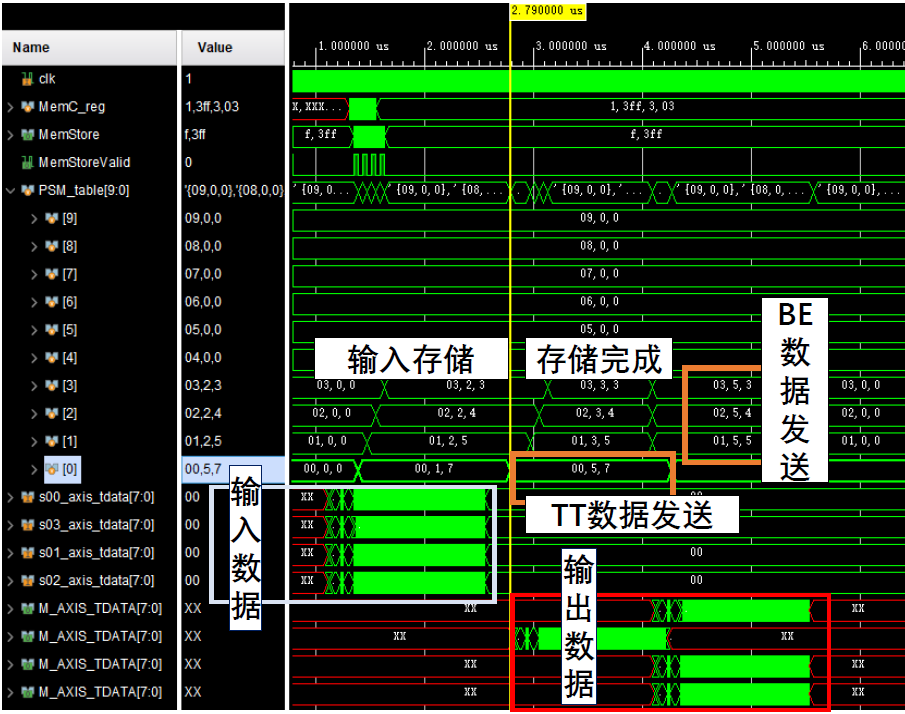 2.790000 us
Name Value
1.000000 us 2.000000 us 3.000000 us 4.000000 us 5.000000 us 6.0000
clk 1
MemC_reg 1,3ff,3,03 X, XXX... 1, 3ff, 3, 03
MemStore f,3ff f, 3ff f, 3ff
MemStoreValid 0
PSM_table[9:0] '{09,0,0},'{08,0,0} ' {09, 0... ' {09, 0, 0},' {08,... ' {09, 0, 0},'... ' {09, 0, 0},' {08, 0,... ' {09, 0, 0},...
[9] 09,0,0 09, 0, 0
[8] 08,0,0 08, 0, 0
[7] 07,0,0 07, 0, 0
[6] 06,0,0 06, 0, 0
[5] 05,0,0 05, 0, 0
[4] 04,0,0
输入存储 存储完成
BE数据发送
[3] 03,2,3 03, 0, 0 03, 2, 3 03, 3, 3 03, 5, 3 03, 0, 0
[2] 02,2,4 02, 0, 0 02, 2, 4 02, 3, 4 02, 5, 4 02, 0, 0
[1] 01,2,5 01, 0, 0 01, 2, 5 01, 3, 5 01, 5, 5 01, 0, 0
[0] 00,5,7 00, 0, 0 00, 1, 7 00, 5, 7
输入数据
TT数据发送
s00_axis_tdata[7:0] 00 XX 00
s03_axis_tdata[7:0] 00 XX
s01_axis_tdata[7:0] 00 XX 00
s02_axis_tdata[7:0] 00 XX 00
输出数据
M_AXIS_TDATA[7:0] XX XX XX
M_AXIS_TDATA[7:0] XX XX XX
M_AXIS_TDATA[7:0] XX XX XX
M_AXIS_TDATA[7:0] XX XX XX